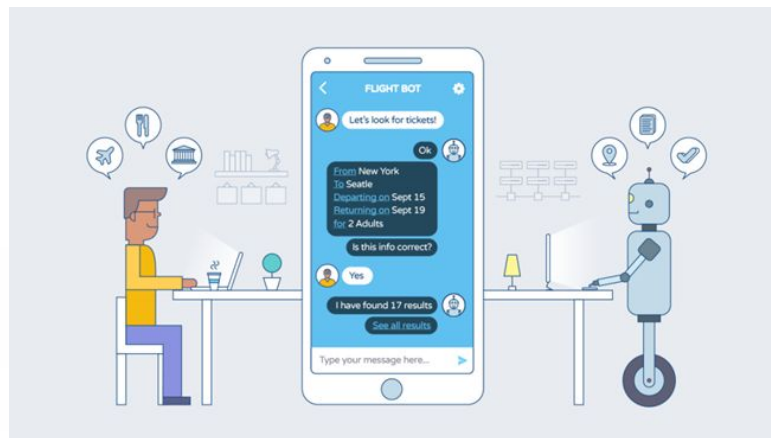 FLIGHT BOT
Let's look for tickets!
Ok
From New York
To Seatle
Departing on Sept 15
Returning on Sept 19
for 2 Adults
Is this info correct?
Yes
I have found 17 results
See all results
Type your message here...